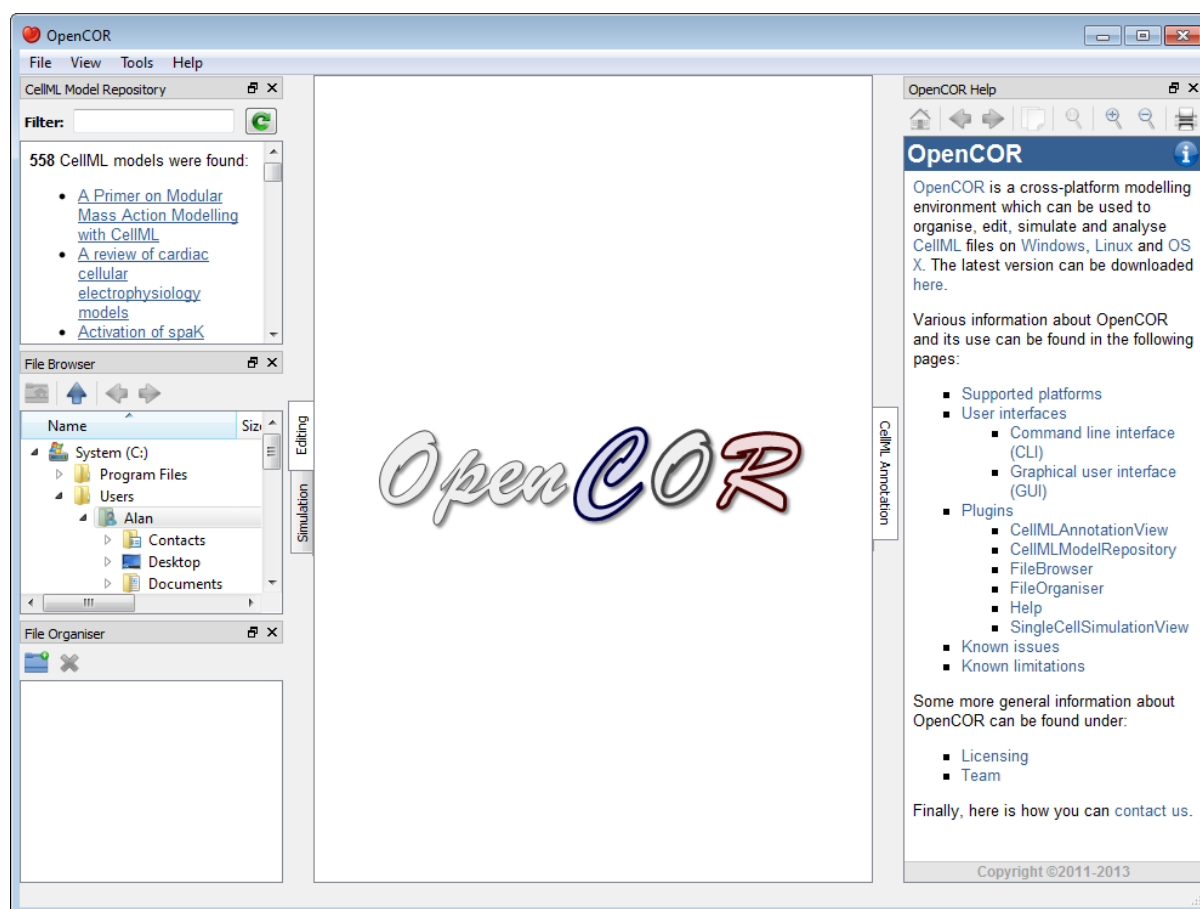 OpenCOR
File View Tools Help
CellML Model Repository
Filter:
558 CellML models were found:
A Primer on Modular
Mass Action Modelling
with CellML
A review of cardiac
cellular
electrophysiology
models
Activation of spaK
File Browser
Name
System (C:)
Program Files
Users
Alan
Contacts
Desktop
Documents
File Organiser
Editing
Simulation
OpenCOR
CellML Annotation
OpenCOR Help
OpenCOR
OpenCOR is a cross-platform modelling
environment which can be used to
organise, edit, simulate and analyse
CellML files on Windows, Linux and OS
X. The latest version can be downloaded
here.
Various information about OpenCOR
and its use can be found in the following
pages:
Supported platforms
User interfaces
Command line interface
(CLI)
Graphical user interface
(GUI)
Plugins
CellMLAnnotationView
CellMLModelRepository
FileBrowser
FileOrganiser
Help
SingleCellSimulationView
Known issues
Known limitations
Some more general information about
OpenCOR can be found under:
Licensing
Team
Finally, here is how you can contact us.
Copyright ©2011-2013